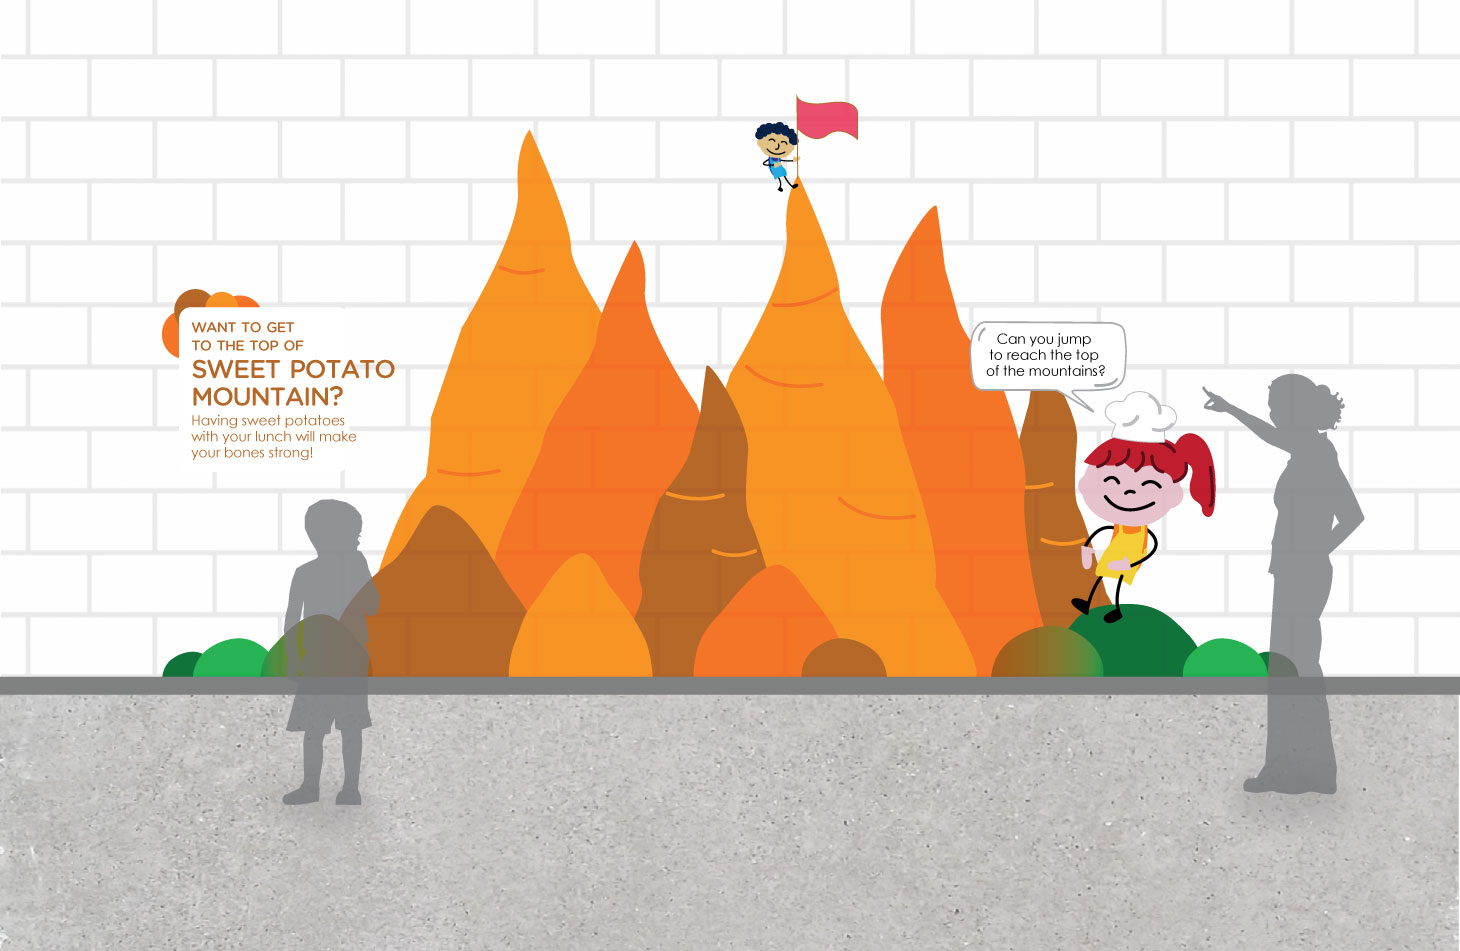 WANT TO GET
TO THE TOP OF
SWEET POTATO
MOUNTAIN?
Having sweet potatoes
with your lunch will make
your bones strong!
Can you jump
to reach the top
of the mountains?